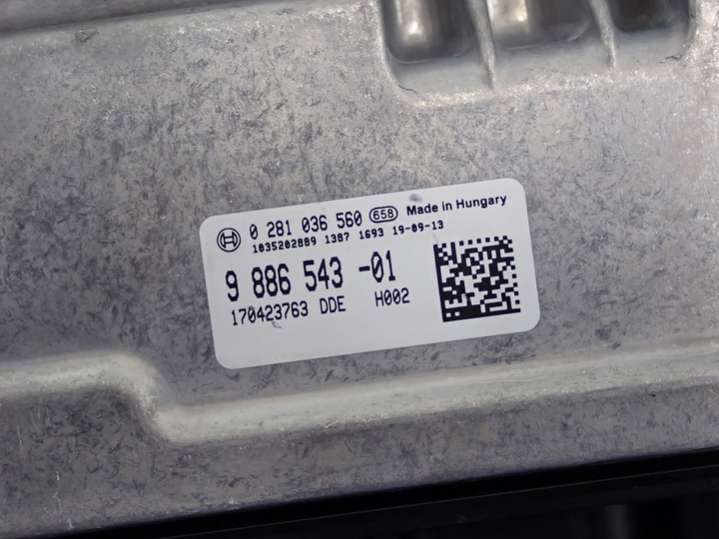 0 281 036 560 658 Made in Hungary
1035202889 1387 1693 19-09-13
9 886 543 -01
170423763 DDE H002